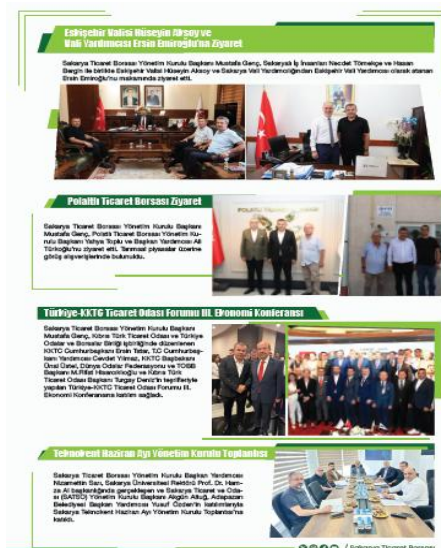 Eskişehir Valisi Hüseyin Aksoy ve
Vali Yardımcısı Ersin Emiroğlu'na Ziyaret
Sakarya Ticaret Borsası Yönetim Kurulu Başkanı Mustafa Genç, Sakaryalı İş İnsanları Necdet Tömekçe ve Hasan
Bergin ile birlikte Eskişehir Valisi Hüseyin Aksoy ve Sakarya Vali Yardımcılığından Eskişehir Vali Yardımcısı olarak atanan
Ersin Emiroğlu'nu makamında ziyaret etti.
Polatlı Ticaret Borsası Ziyaret
Sakarya Ticaret Borsası Yönetim Kurulu Başkanı
Mustafa Genç, Polatlı Ticaret Borsası Yönetim Ku-
rulu Başkanı Yahya Toplu ve Başkan Yardımcısı Ali
Türkoğlu'nu ziyaret etti. Tarımsal piyasalar üzerine
görüş alışverişlerinde bulunuldu.
Türkiye-KKTC Ticaret Odası Forumu III. Ekonomi Konferansı
Sakarya Ticaret Borsası Yönetim Kurulu Başkanı
Mustafa Genç, Kıbrıs Türk Ticaret Odası ve Türkiye
Odalar ve Borsalar Birliği işbirliğinde düzenlenen
KKTC Cumhurbaşkanı Ersin Tatar, T.C Cumhurbaş-
kanı Yardımcısı Cevdet Yılmaz, KKTC Başbakanı
Ünal Üstel, Dünya Odalar Federasyonu ve TOBB
Başkanı M.Rifat Hisarcıklıoğlu ve Kıbrıs Türk
Ticaret Odası Başkanı Turgay Deniz'in teşrifleriyle
yapılan Türkiye-KKTC Ticaret Odası Forumu III.
Ekonomi Konferansına katılım sağladı.
Teknokent Haziran Ayı Yönetim Kurulu Toplantısı
Sakarya Ticaret Borsası Yönetim Kurulu Başkan Yardımcısı
Nizamettin Sarı, Sakarya Üniversitesi Rektörü Prof. Dr. Ham-
za Al başkanlığında gerçekleşen ve Sakarya Ticaret ve Oda-
sı (SATSO) Yönetim Kurulu Başkanı Akgün Altuğ, Adapazarı
Belediyesi Başkan Yardımcısı Yusuf Özden'in katılımlarıyla
Sakarya Teknokent Haziran Ayı Yönetim Kurulu Toplantısı'na
katıldı.
Sakarya Ticaret Borsası